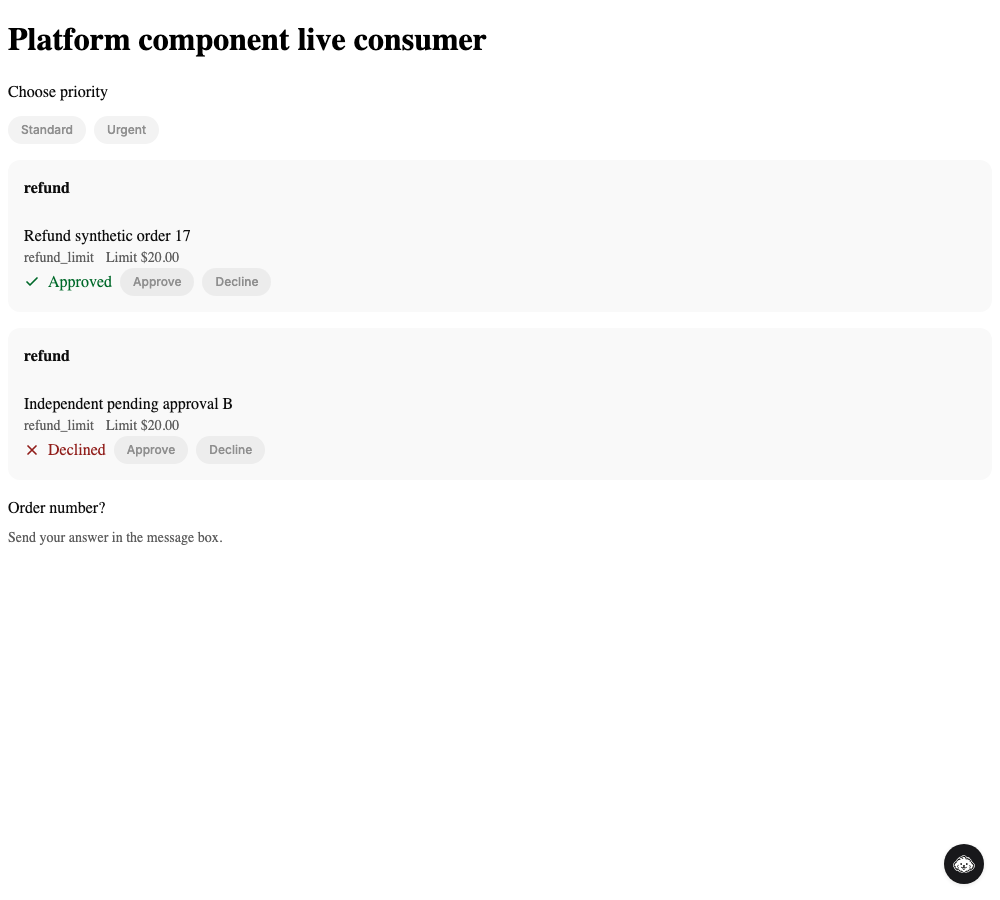 Platform component live consumer
Choose priority
Standard Urgent
refund
Refund synthetic order 17
refund_limit Limit $20.00
Approved Approve Decline
refund
Independent pending approval B
refund_limit Limit $20.00
Declined Approve Decline
Order number?
Send your answer in the message box.